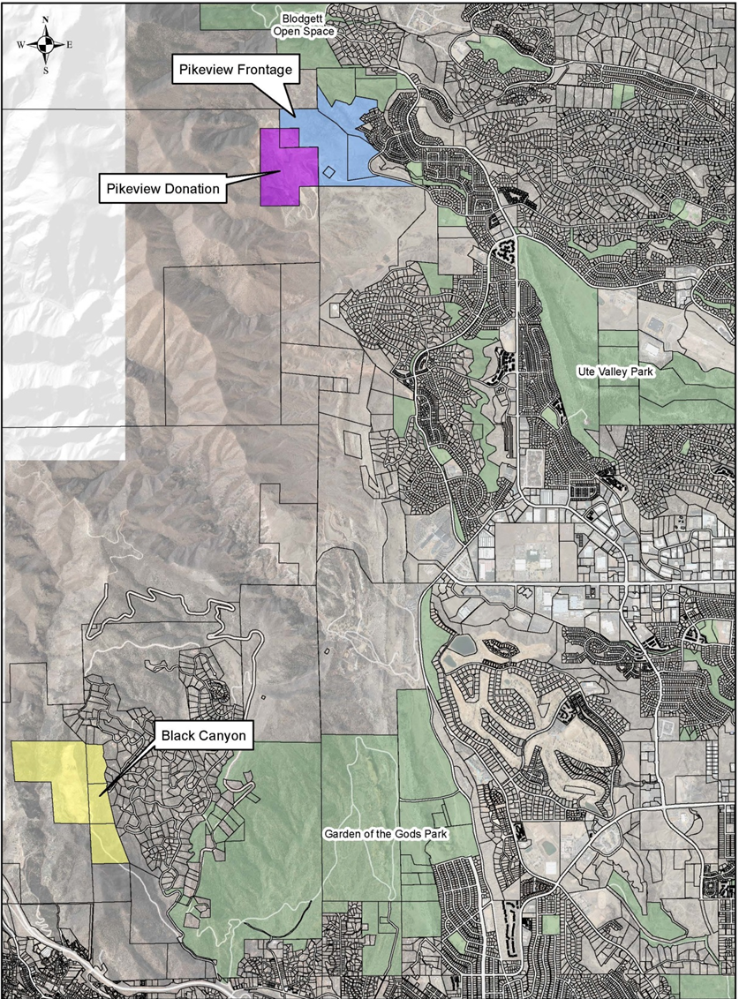 Blodgett
Open Space
N
W E
S
Pikeview Frontage
Pikeview Donation
Ute Valley Park
Black Canyon
Garden of the Gods Park